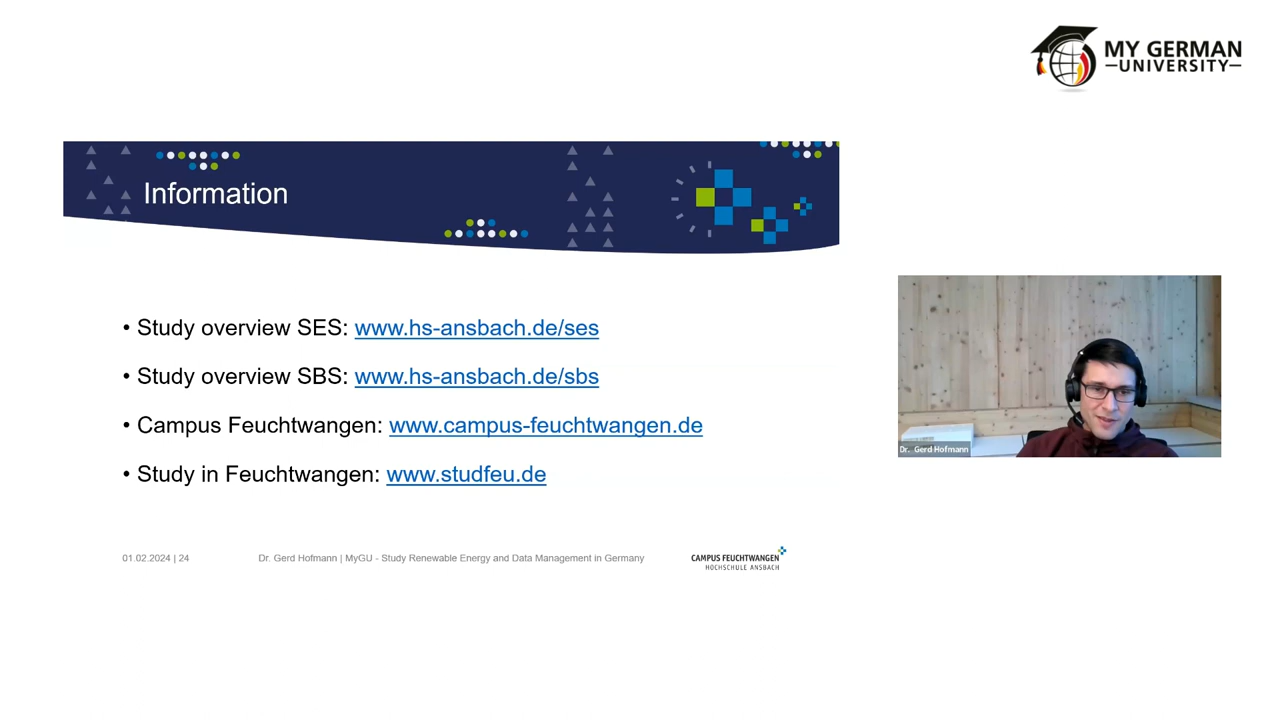 MY GERMAN
UNIVERSITY
Information
• Study overview SES: www.hs-ansbach.de/ses
• Study overview SBS: www.hs-ansbach.de/sbs
• Campus Feuchtwangen: www.campus-feuchtwangen.de
• Study in Feuchtwangen: www.studfeu.de
Dr. Gerd Hofmann
01.02.2024 | 24 Dr. Gerd Hofmann | MyGU - Study Renewable Energy and Data Management in Germany
CAMPUS FEUCHTWANGEN
HOCHSCHULE ANSBACH